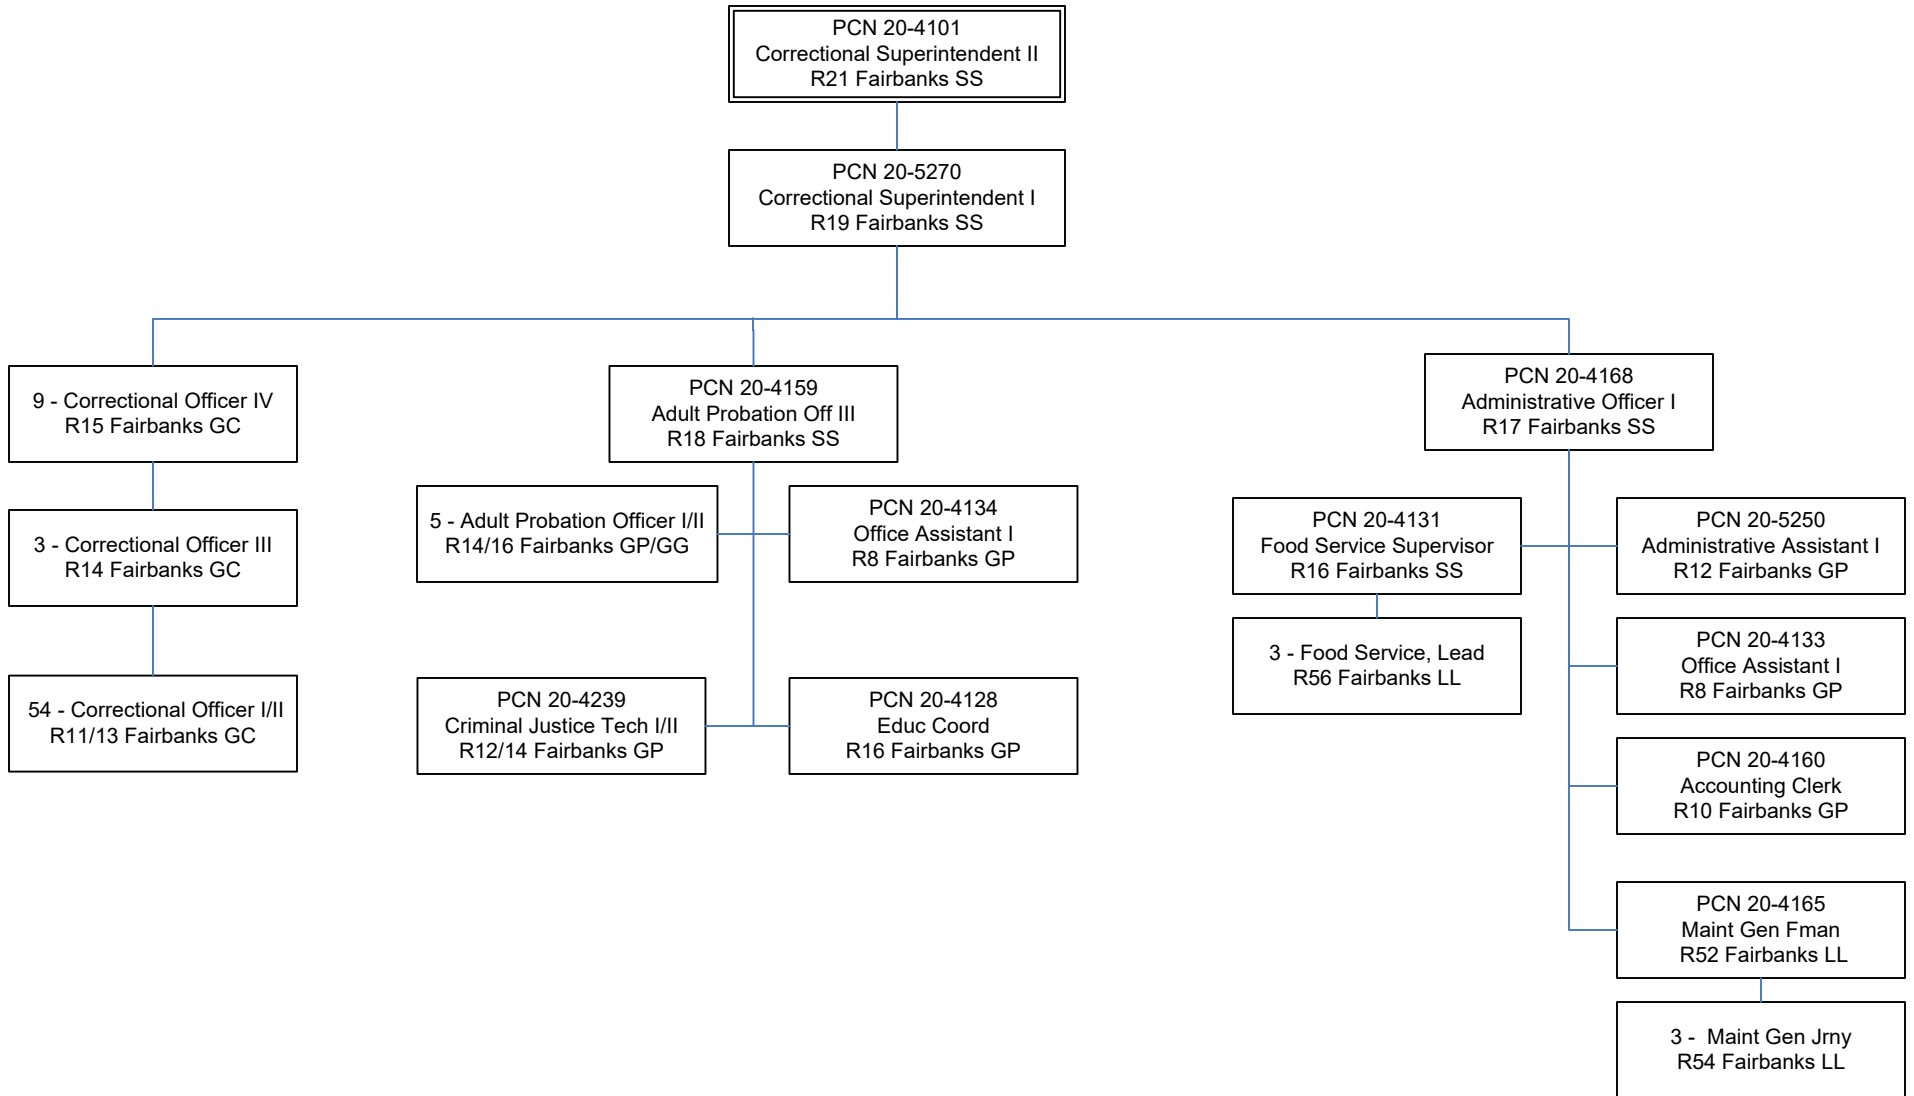 PCN 20-4101
Correctional Superintendent II
R21 Fairbanks SS
PCN 20-5270
Correctional Superintendent I
R19 Fairbanks SS
9 - Correctional Officer IV
R15 Fairbanks GC
3 - Correctional Officer III
R14 Fairbanks GC
54 - Correctional Officer I/II
R11/13 Fairbanks GC
PCN 20-4159
Adult Probation Off III
R18 Fairbanks SS
5 - Adult Probation Officer I/II
R14/16 Fairbanks GP/GG
PCN 20-4134
Office Assistant I
R8 Fairbanks GP
PCN 20-4239
Criminal Justice Tech I/II
R12/14 Fairbanks GP
PCN 20-4128
Educ Coord
R16 Fairbanks GP
PCN 20-4168
Administrative Officer I
R17 Fairbanks SS
PCN 20-4131
Food Service Supervisor
R16 Fairbanks SS
3 - Food Service, Lead
R56 Fairbanks LL
PCN 20-5250
Administrative Assistant I
R12 Fairbanks GP
PCN 20-4133
Office Assistant I
R8 Fairbanks GP
PCN 20-4160
Accounting Clerk
R10 Fairbanks GP
PCN 20-4165
Maint Gen Fman
R52 Fairbanks LL
3 -  Maint Gen Jrny
R54 Fairbanks LL